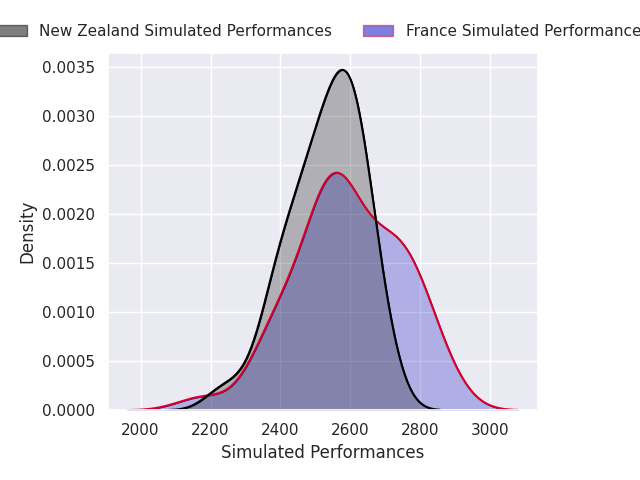 New Zealand Simulated Performances
France Simulated Performance
0.0035
0.0030
0.0025
0.0020
0.0015
0.0010
0.0005
0.0000
Density
2000 2200 2400 2600 2800 3000
Simulated Performances